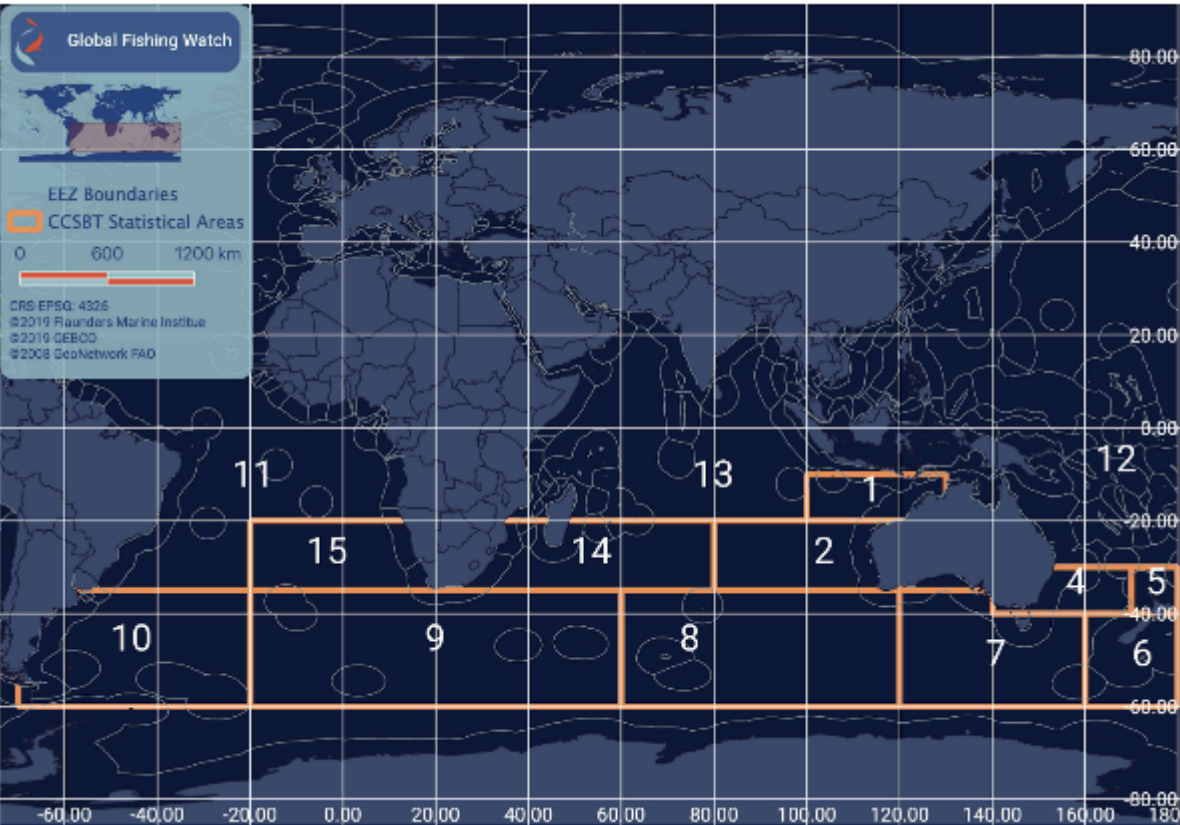 Global Fishing Watch
EEZ Boundaries
CCSBT Statistical Areas
0 600 1200 km
CRS EPSG: 4326
©2019 Flaunders Marine Institue
©2019 GEBCO
©2008 GeoNetwork FAO
80.00
60.00
40.00
20.00
0.00
12
11
13
1
-20.00
15
14
2
4
5
-40.00
10
9
8
7
6
-60.00
-80.00
-60.00 -40.00 -20.00 0.00 20.00 40.00 60.00 80.00 100.00 120.00 140.00 160.00 180